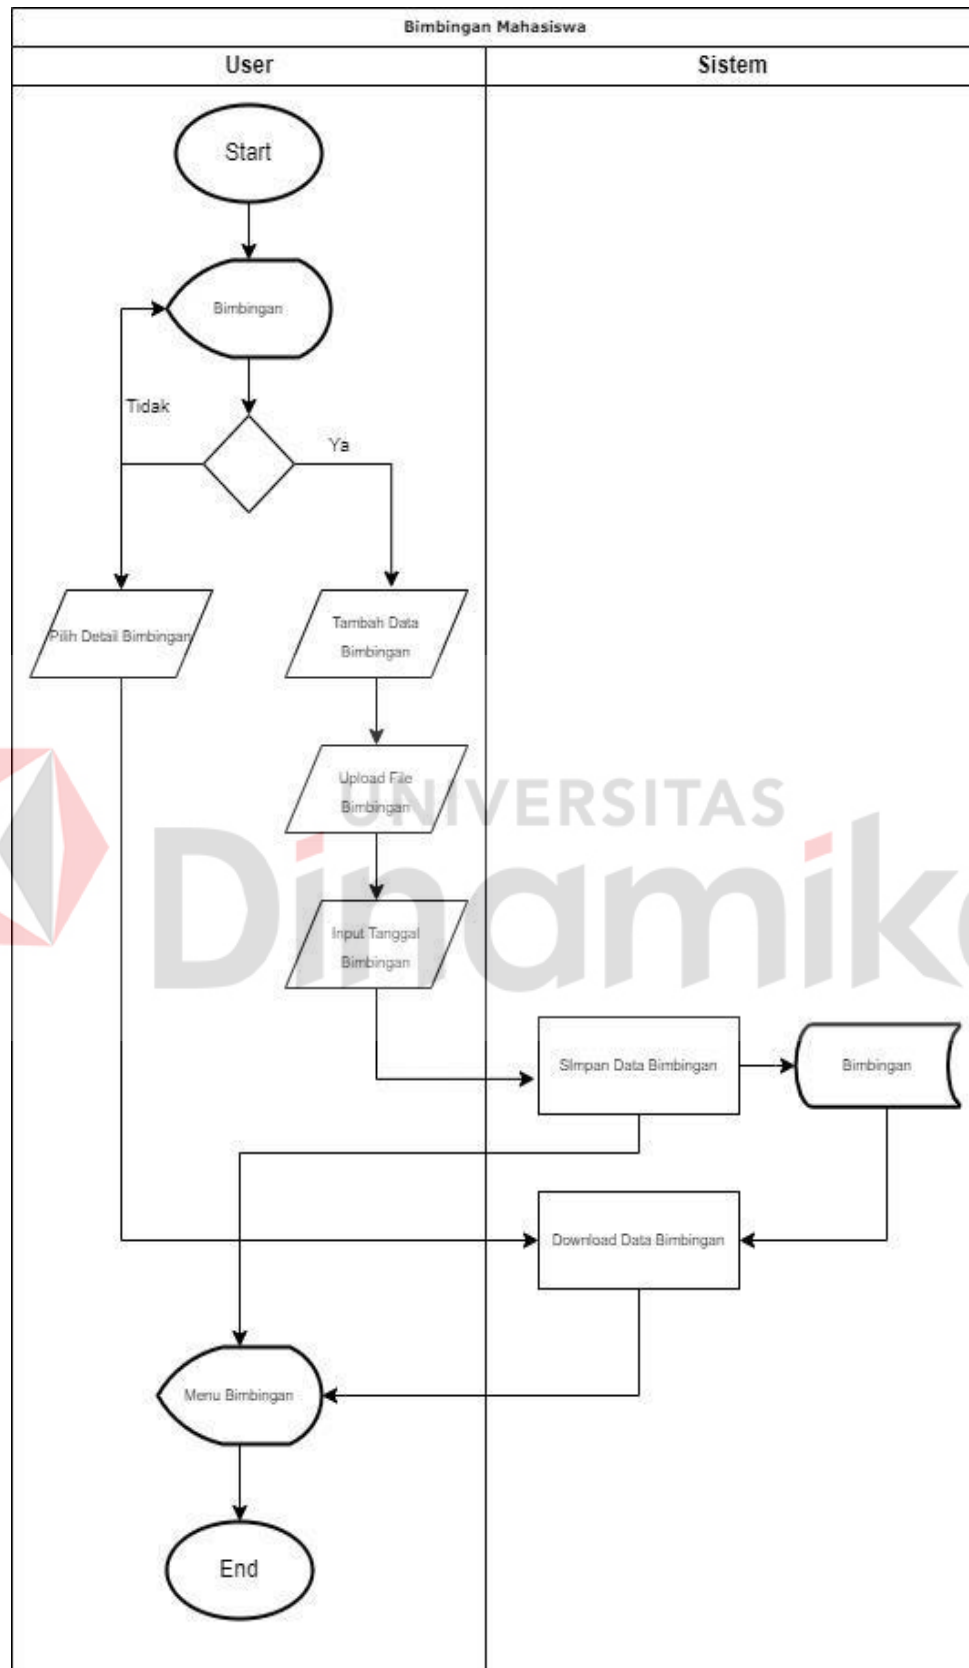 Bimbingan Mahasiswa
User
Sistem
Start
Bimbingan
Tidak
Ya
Pilih Detail Bimbingan
Tambah Data
Bimbingan
Upload File
Bimbingan
UNIVERSITAS
Dinamika
Input Tanggal
Bimbingan
SImpan Data Bimbingan
Bimbingan
Download Data Bimbingan
Menu Bimbingan
End